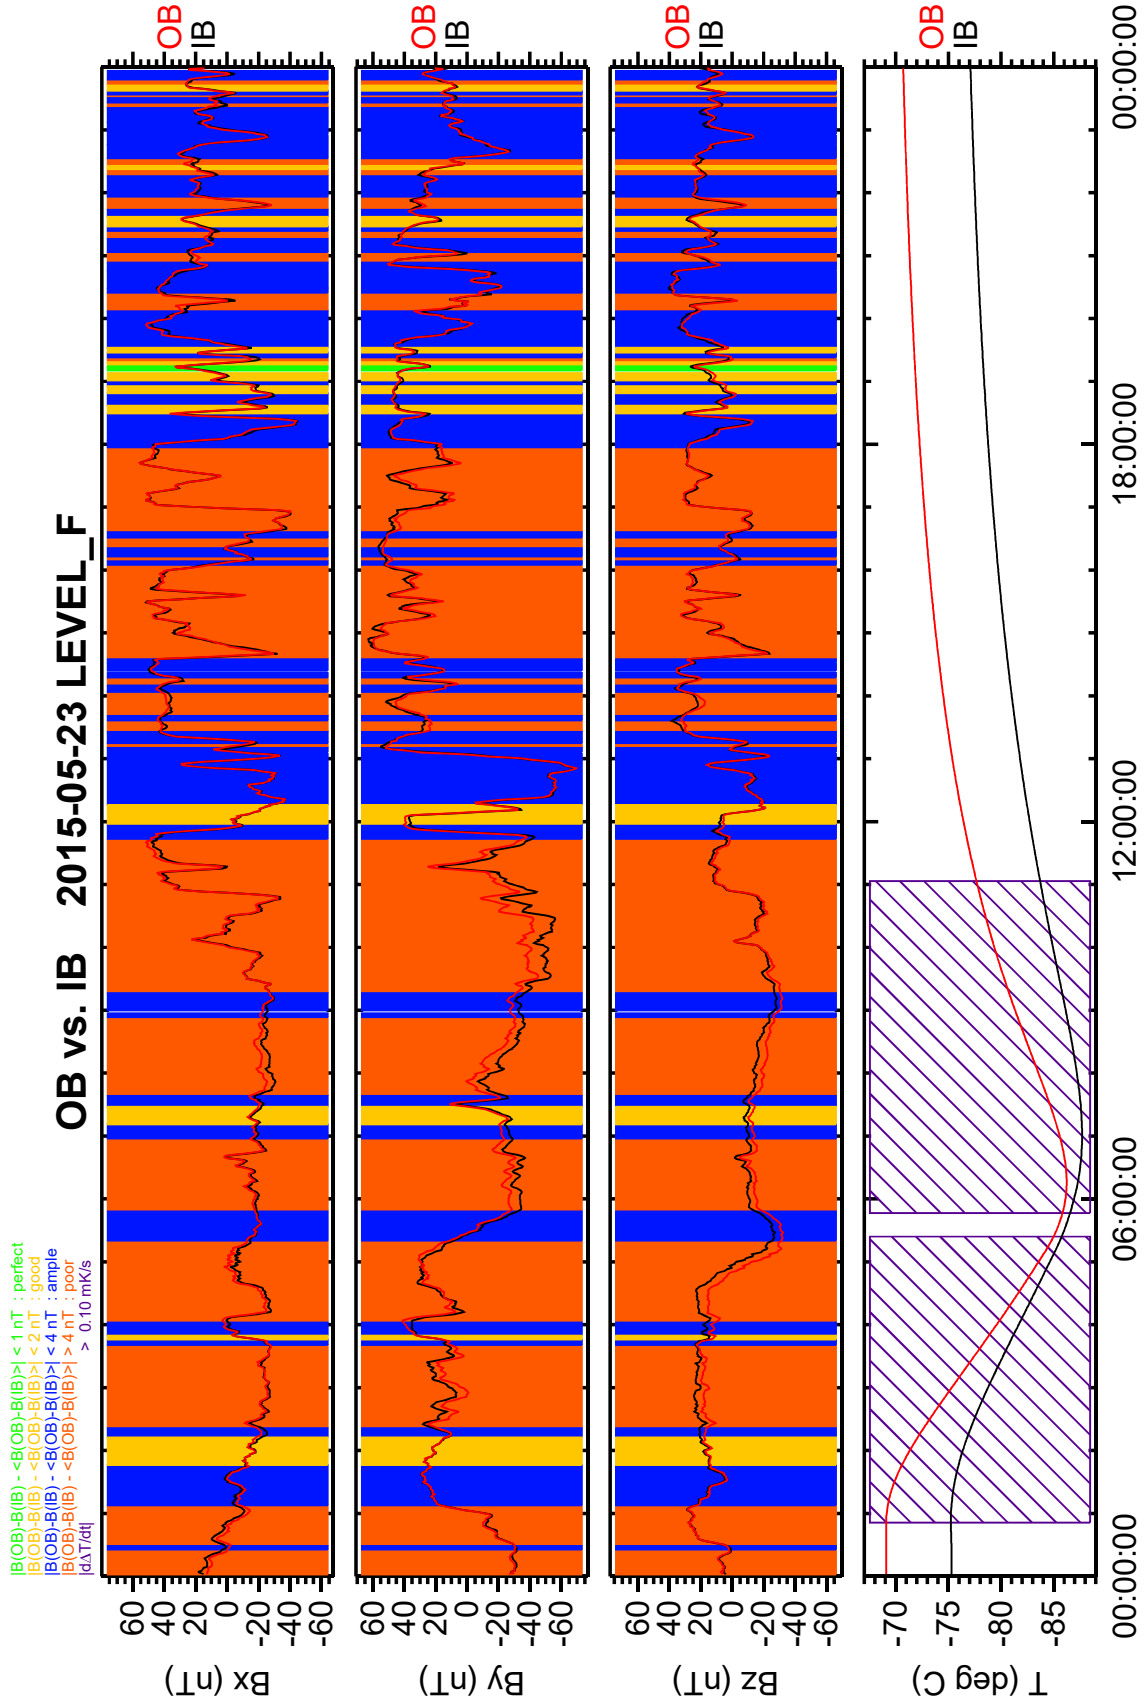 OB vs. IB 2015-05-23 LEVEL_F
|B(OB)-B(IB) - <B(OB)-B(IB)>| < 1 nT : perfect
|B(OB)-B(IB) - <B(OB)-B(IB)>| < 2 nT : good
|B(OB)-B(IB) - <B(OB)-B(IB)>| < 4 nT : ample
|B(OB)-B(IB) - <B(OB)-B(IB)>| > 4 nT : poor
|dΔT/dt| > 0.10 mK/s
Bx (nT)
60
40
20
0
-20
-40
-60
OB
IB
By (nT)
60
40
20
0
-20
-40
-60
OB
IB
Bz (nT)
60
40
20
0
-20
-40
-60
OB
IB
T (deg C)
-70
-75
-80
-85
OB
IB
00:00:00
06:00:00
12:00:00
18:00:00
00:00:00